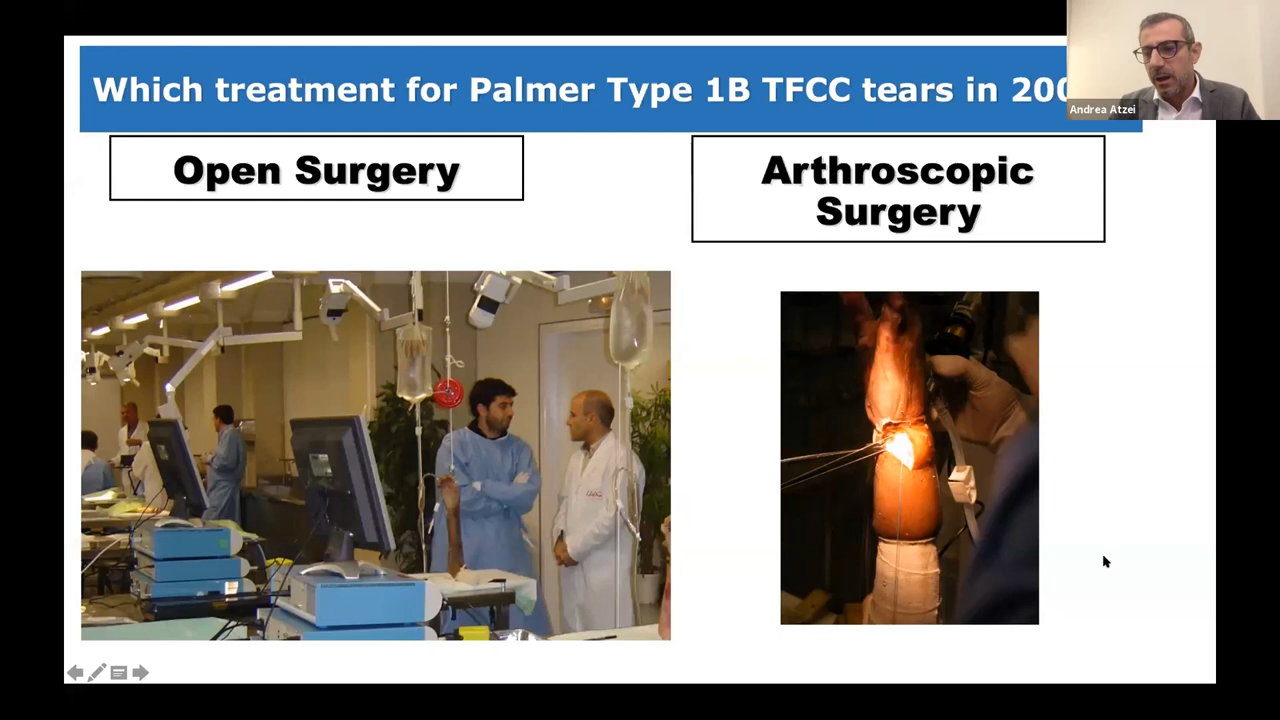 Which treatment for Palmer Type 1B TFCC tears in 200
Andrea Atzei
Open Surgery
Arthroscopic
Surgery